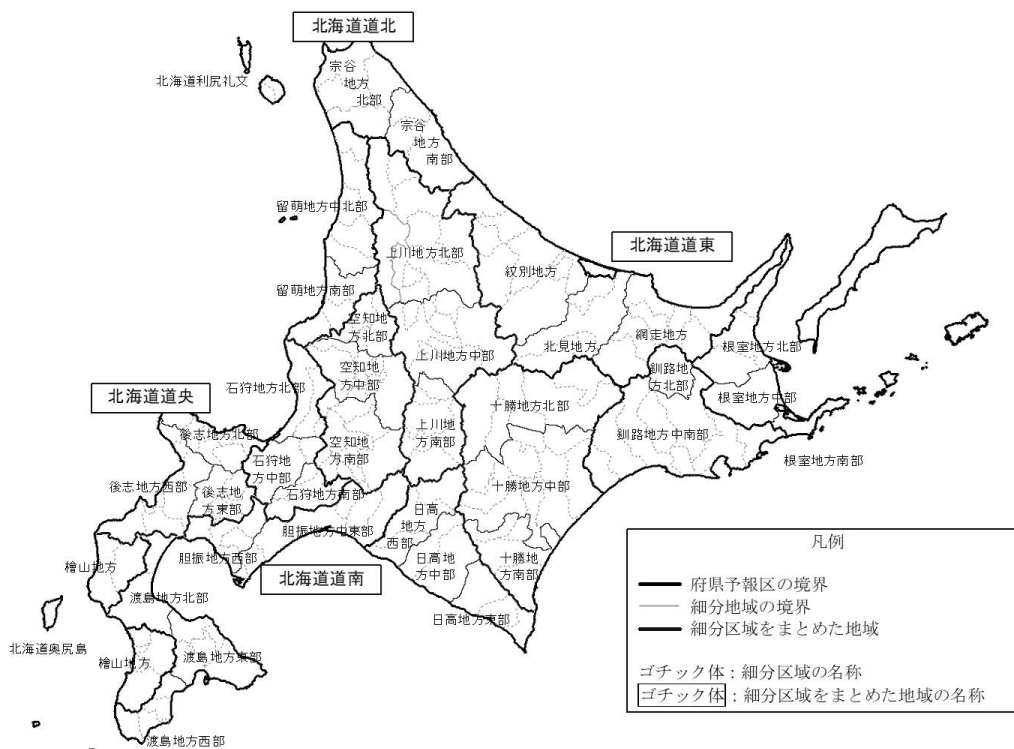 北海道道北
宗谷
地方
北部
北海道利尻礼文
宗谷
地方
南部
留萌地方中北部
北海道道東
上川地方北部
紋別地方
留萌地方南部
空知地
方北部
網走地方
北見地方
根室地方北部
上川地方中部
空知地
方中部
釧路地
方北部
石狩地方北部
北海道道央
根室地方中部
十勝地方北部
上川地
方南部
後志地方北部
空知地
方南部
釧路地方中南部
石狩地
方中部
根室地方南部
後志地方西部
後志地
方東部
石狩地方南部
十勝地方中部
日高
地方
西部
胆振地方中東部
胆振地方西部
日高地
方中部
十勝地
方南部
檜山地方
北海道道南
渡島地方北部
日高地方東部
北海道奥尻島
檜山地方
渡島地方東部
渡島地方西部
凡例
府県予報区の境界
細分地域の境界
細分区域をまとめた地域
ゴチック体：細分区域の名称
ゴチック体：細分区域をまとめた地域の名称